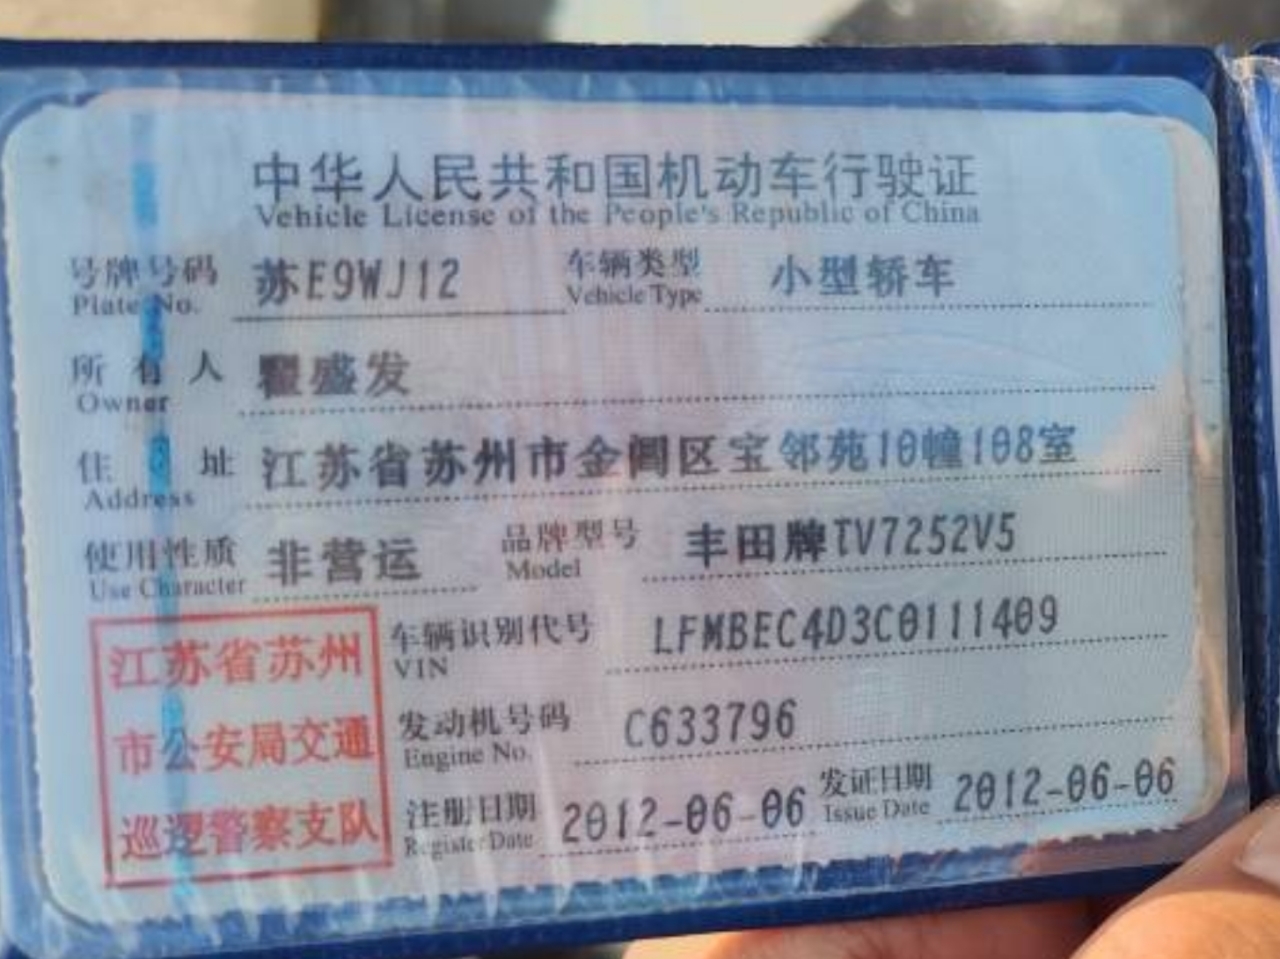 中华人民共和国机动车行驶证
Vehicle License of the People's Republic of China
号牌号码 苏E9WJ12 车辆类型 小型轿车
Plate No. Vehicle Type
所有人 瞿盛发
Owner
住址 江苏省苏州市金阊区宝邻苑10幢108室
Address
使用性质 非营运 品牌型号 丰田牌TV7252V5
Use Character Model
车辆识别代号 LFMBEC4D3C0111409
VIN
发动机号码 C633796
Engine No.
注册日期 2012-06-06 发证日期 2012-06-06
Register Date Issue Date
江苏省苏州
市公安局交通
巡逻警察支队